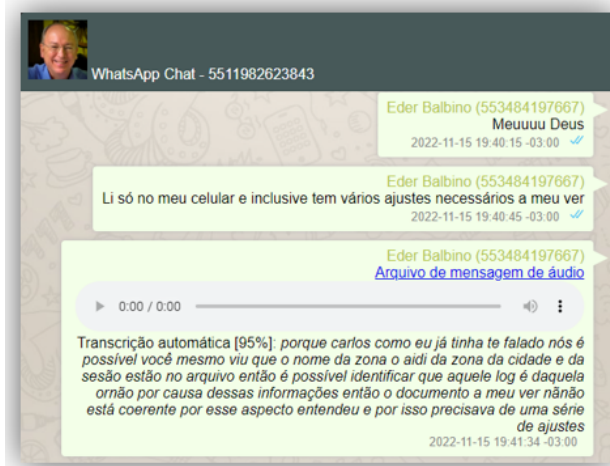 WhatsApp Chat - 5511982623843
Eder Balbino (553484197667)
Meuuuu Deus
2022-11-15 19:40:15 -03:00
Eder Balbino (553484197667)
Li só no meu celular e inclusive tem vários ajustes necessários a meu ver
2022-11-15 19:40:45 -03:00
Eder Balbino (553484197667)
Arquivo de mensagem de áudio
0:00 / 0:00
Transcrição automática [95%]: porque carlos como eu já tinha te falado nós é
possível você mesmo viu que o nome da zona o aidi da zona da cidade e da
sesão estão no arquivo então é possível identificar que aquele log é daquela
ornão por causa dessas informações então o documento a meu ver nãnão
está coerente por esse aspecto entendeu e por isso precisava de uma série
de ajustes
2022-11-15 19:41:34 -03:00